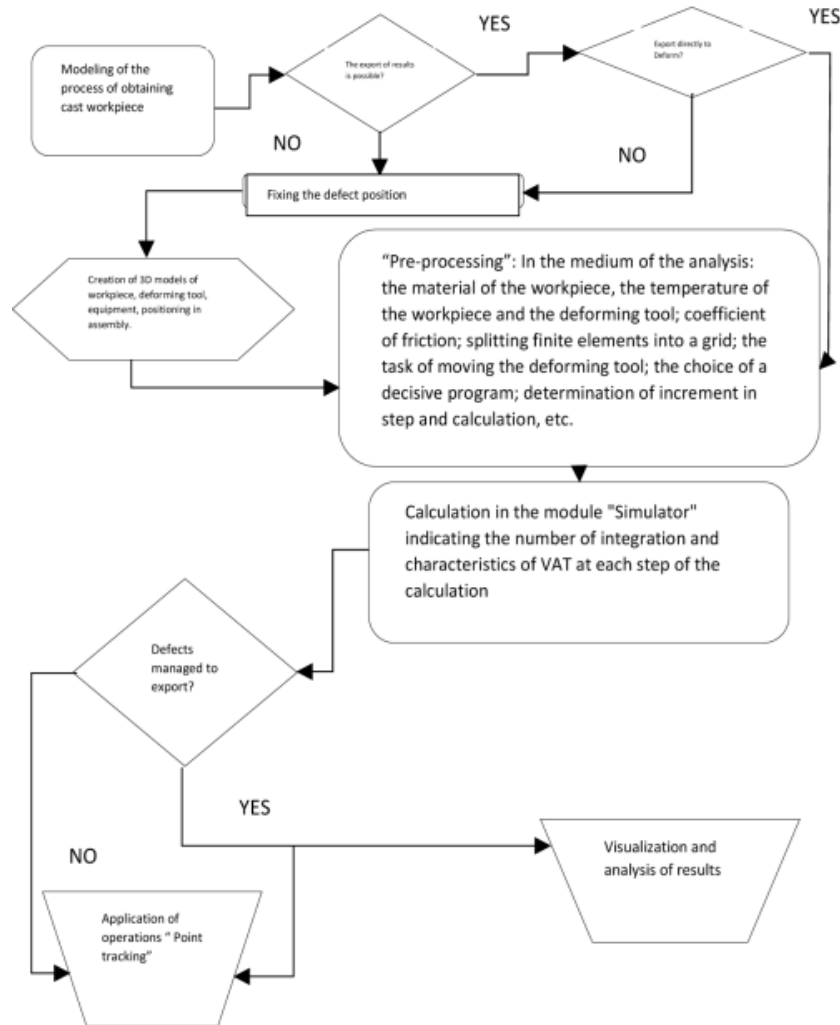 YES
YES
Modeling of the
process of obtaining
cast workpiece
The export of results
is possible?
Export directly to
Deform?
NO
NO
Fixing the defect position
Creation of 3D models of
workpiece, deforming tool,
equipment, positioning in
assembly.
“Pre-processing”: In the medium of the analysis:
the material of the workpiece, the temperature of
the workpiece and the deforming tool; coefficient
of friction; splitting finite elements into a grid; the
task of moving the deforming tool; the choice of a
decisive program; determination of increment in
step and calculation, etc.
Calculation in the module "Simulator"
indicating the number of integration and
characteristics of VAT at each step of the
calculation
Defects
managed to
export?
YES
NO
Visualization and
analysis of results
Application of
operations “ Point
tracking”